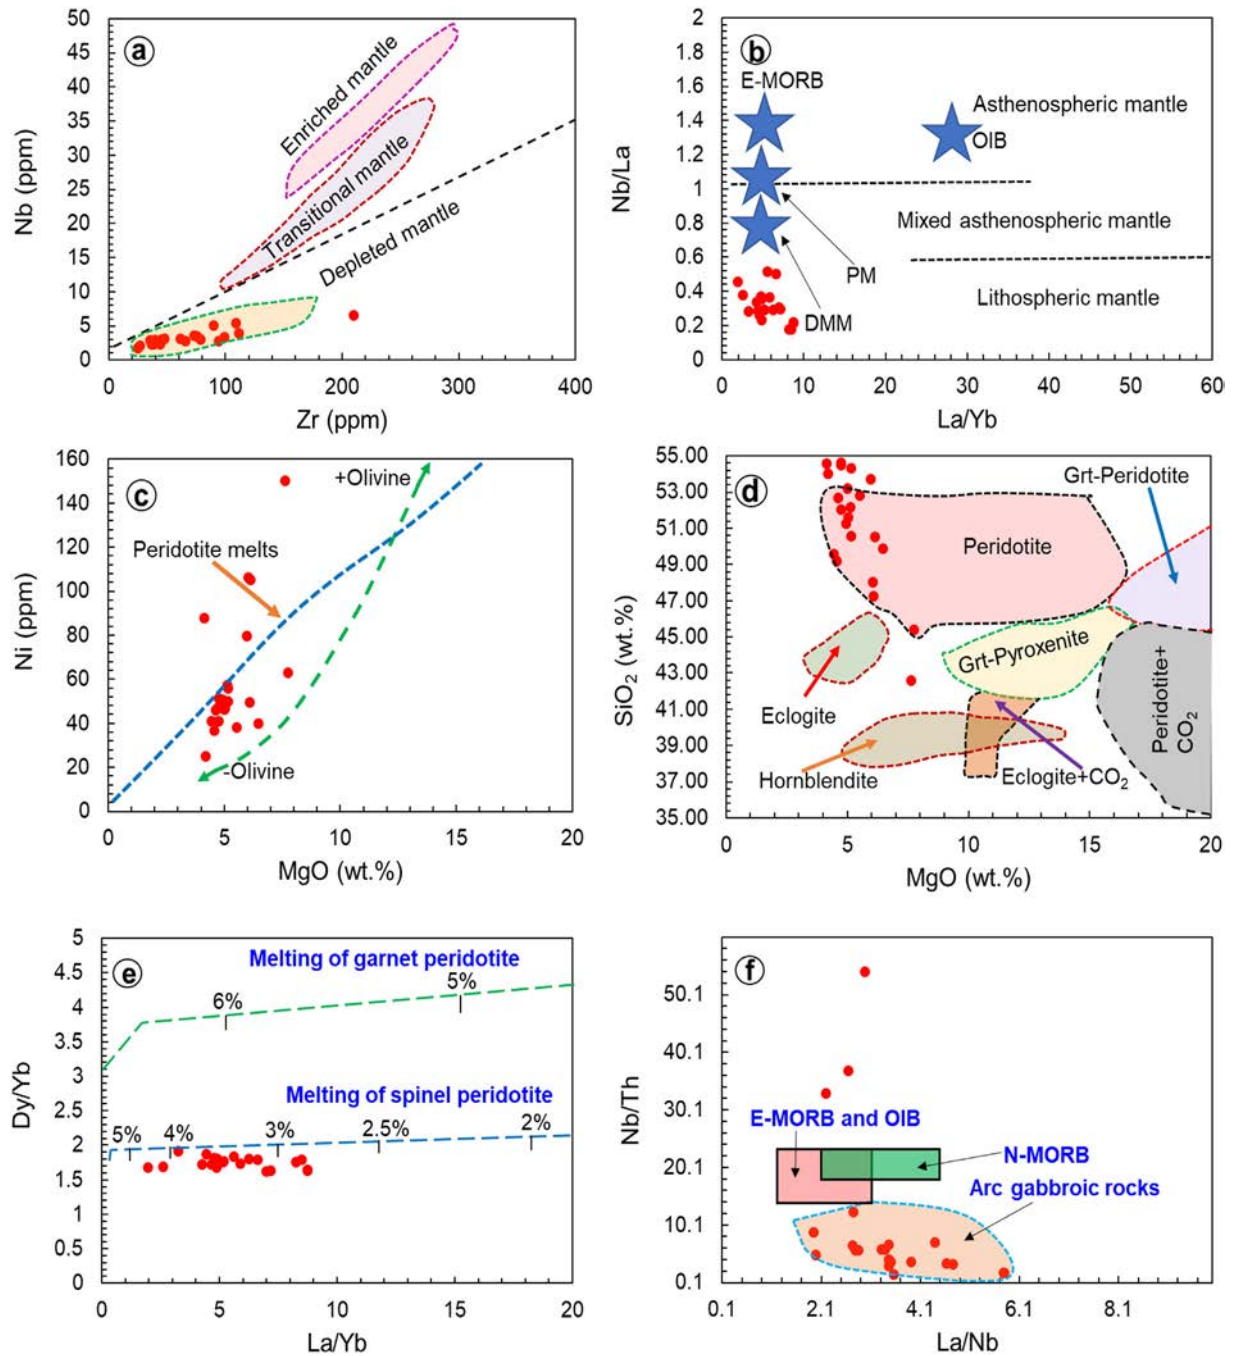 a
Nb (ppm)
50
45
40
35
30
25
20
15
10
5
0
Enriched mantle
Transitional mantle
Depleted mantle
0
100
200
300
400
Zr (ppm)
b
Nb/La
2
1.8
1.6
1.4
1.2
1
0.8
0.6
0.4
0.2
0
E-MORB
Asthenospheric mantle
OIB
Mixed asthenospheric mantle
PM
Lithospheric mantle
DMM
0
10
20
30
40
50
60
La/Yb
c
Ni (ppm)
160
140
120
100
80
60
40
20
0
+Olivine
Peridotite melts
-Olivine
0
5
10
15
20
MgO (wt.%)
d
SiO2 (wt.%)
55.00
53.00
51.00
49.00
47.00
45.00
43.00
41.00
39.00
37.00
35.00
Grt-Peridotite
Peridotite
Grt-Pyroxenite
Eclogite
Peridotite+
CO2
Hornblendite
Eclogite+CO2
0
5
10
15
20
MgO (wt.%)
e
Dy/Yb
5
4.5
4
3.5
3
2.5
2
1.5
1
0.5
0
Melting of garnet peridotite
6%
5%
Melting of spinel peridotite
5%
4%
3%
2.5%
2%
0
5
10
15
20
La/Yb
f
Nb/Th
50.1
40.1
30.1
20.1
10.1
0.1
E-MORB and OIB
N-MORB
Arc gabbroic rocks
0.1
2.1
4.1
6.1
8.1
La/Nb